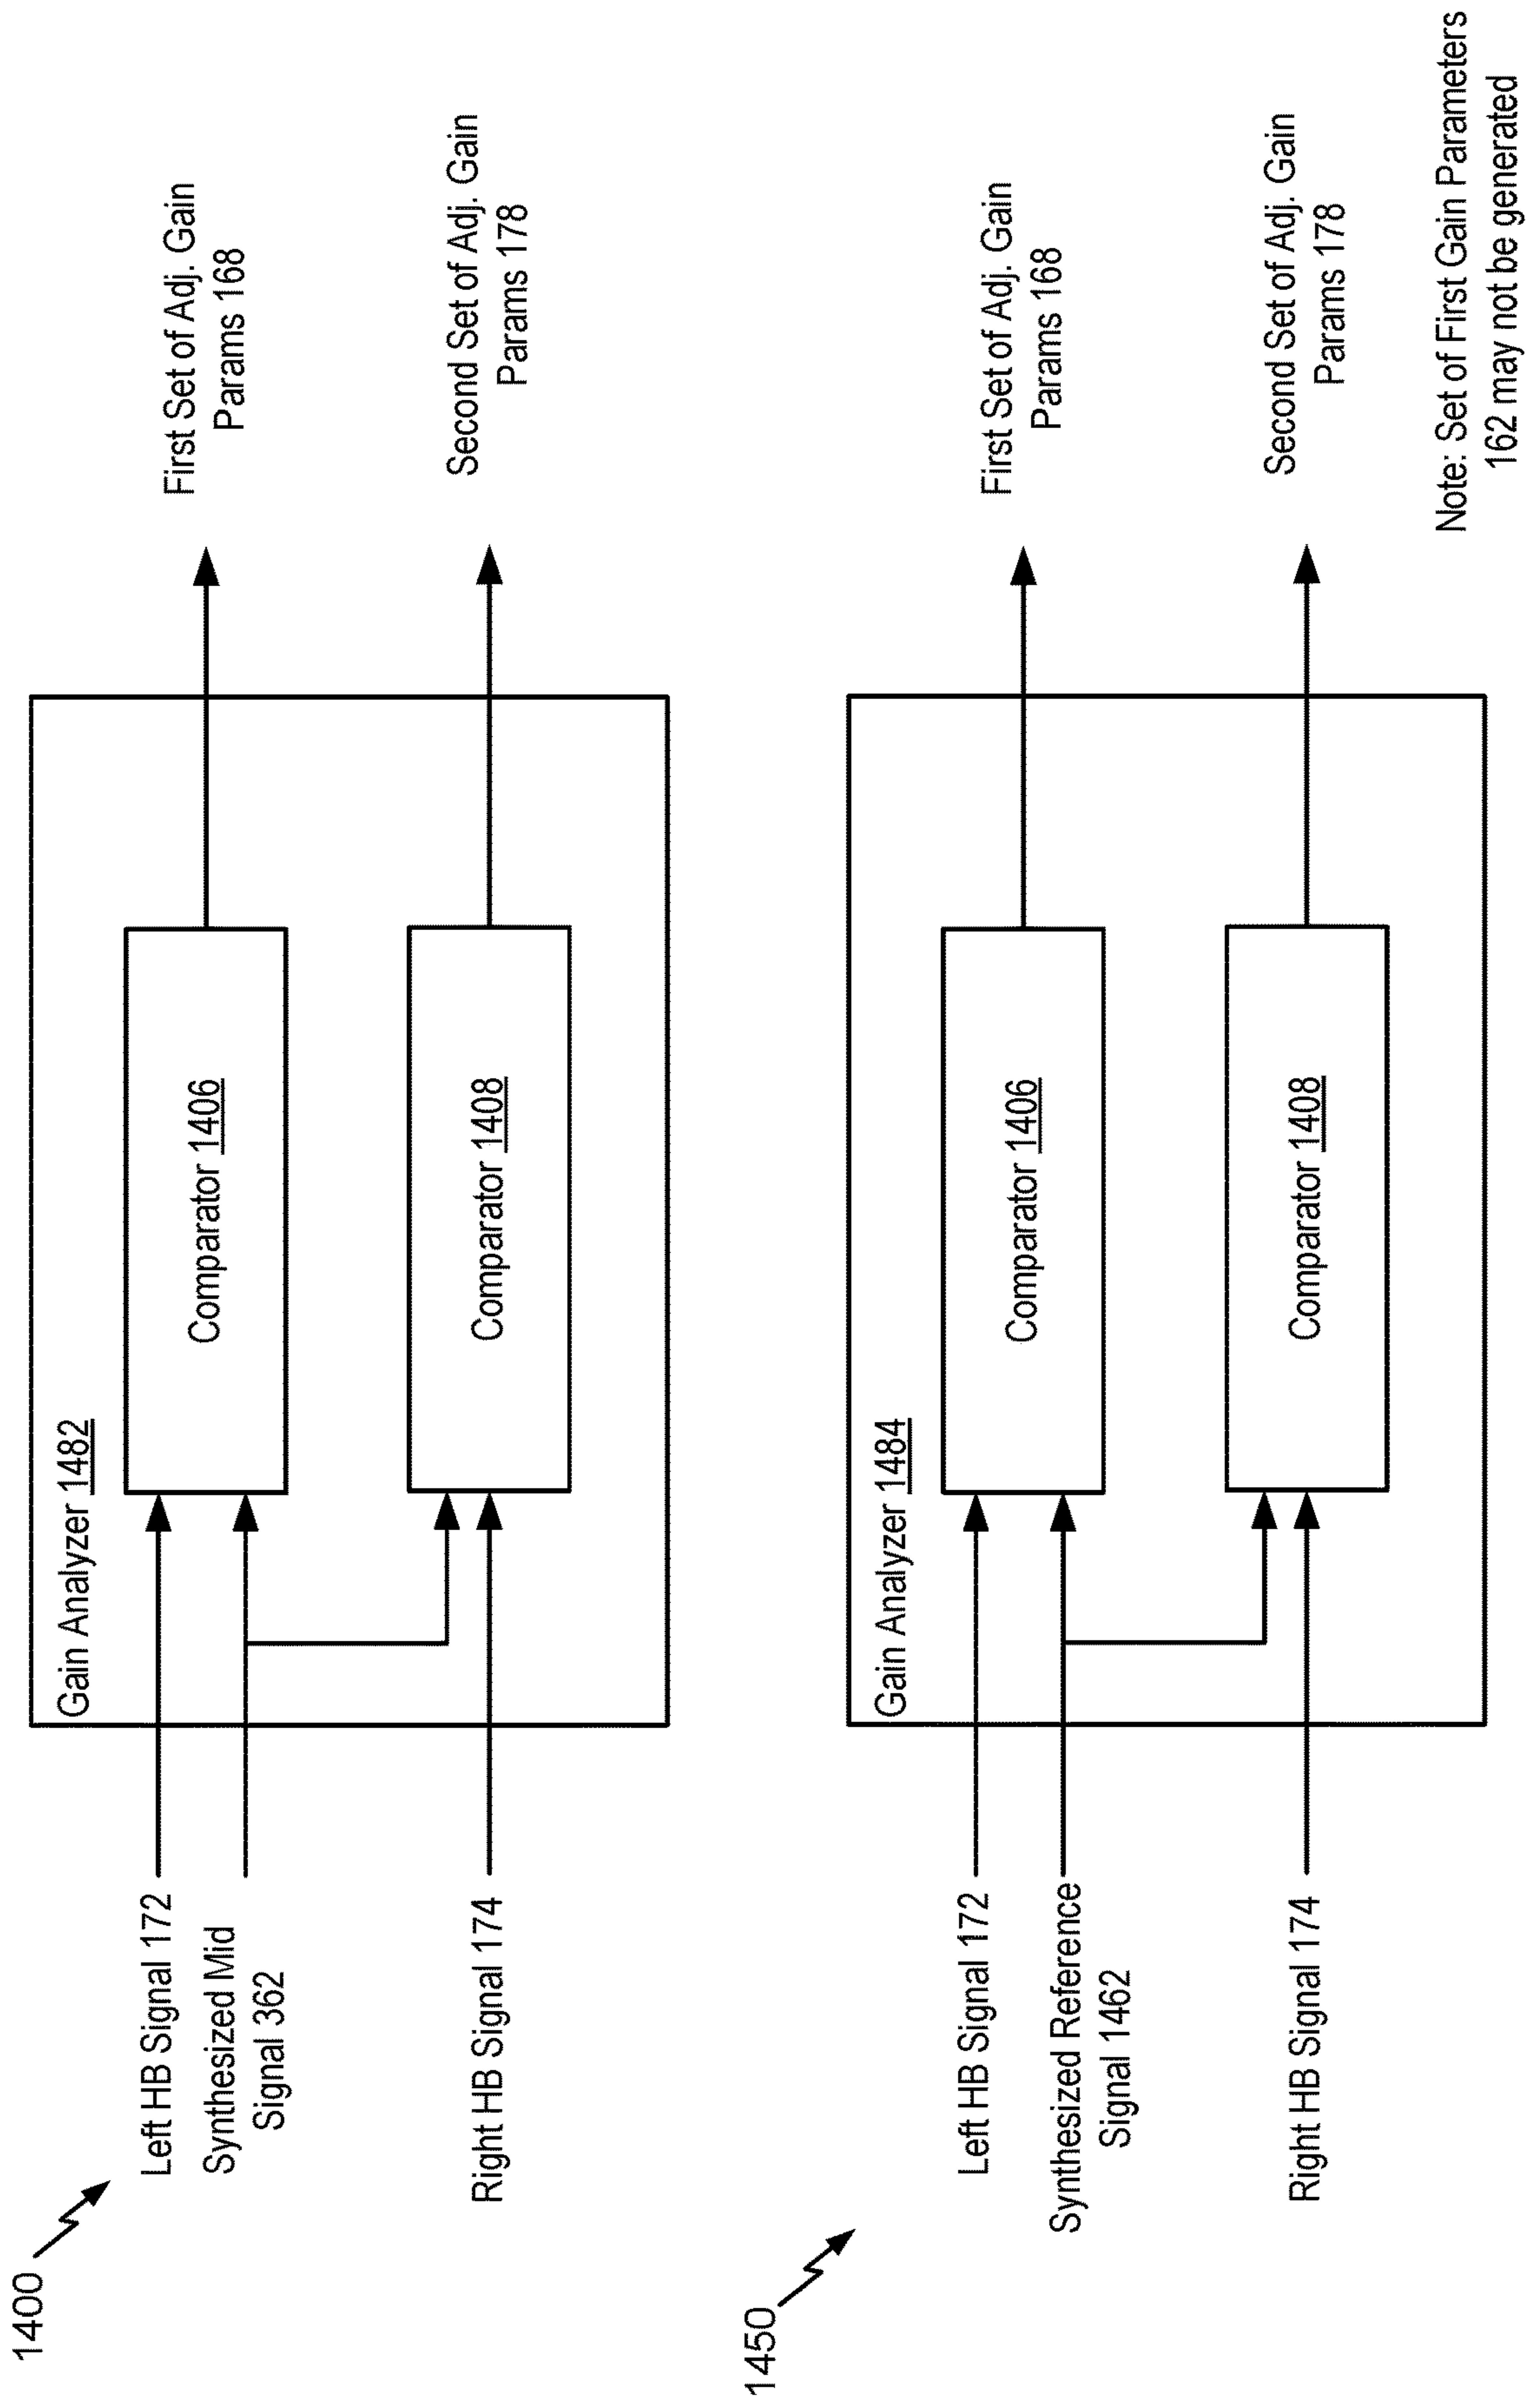 1400
Left HB Signal 172
Synthesized Mid
Signal 362
Right HB Signal 174
Gain Analyzer 1482
Comparator 1406
Comparator 1408
First Set of Adj. Gain
Params 168
Second Set of Adj. Gain
Params 178
1450
Left HB Signal 172
Synthesized Reference
Signal 1462
Right HB Signal 174
Gain Analyzer 1484
Comparator 1406
Comparator 1408
First Set of Adj. Gain
Params 168
Second Set of Adj. Gain
Params 178
Note: Set of First Gain Parameters
162 may not be generated